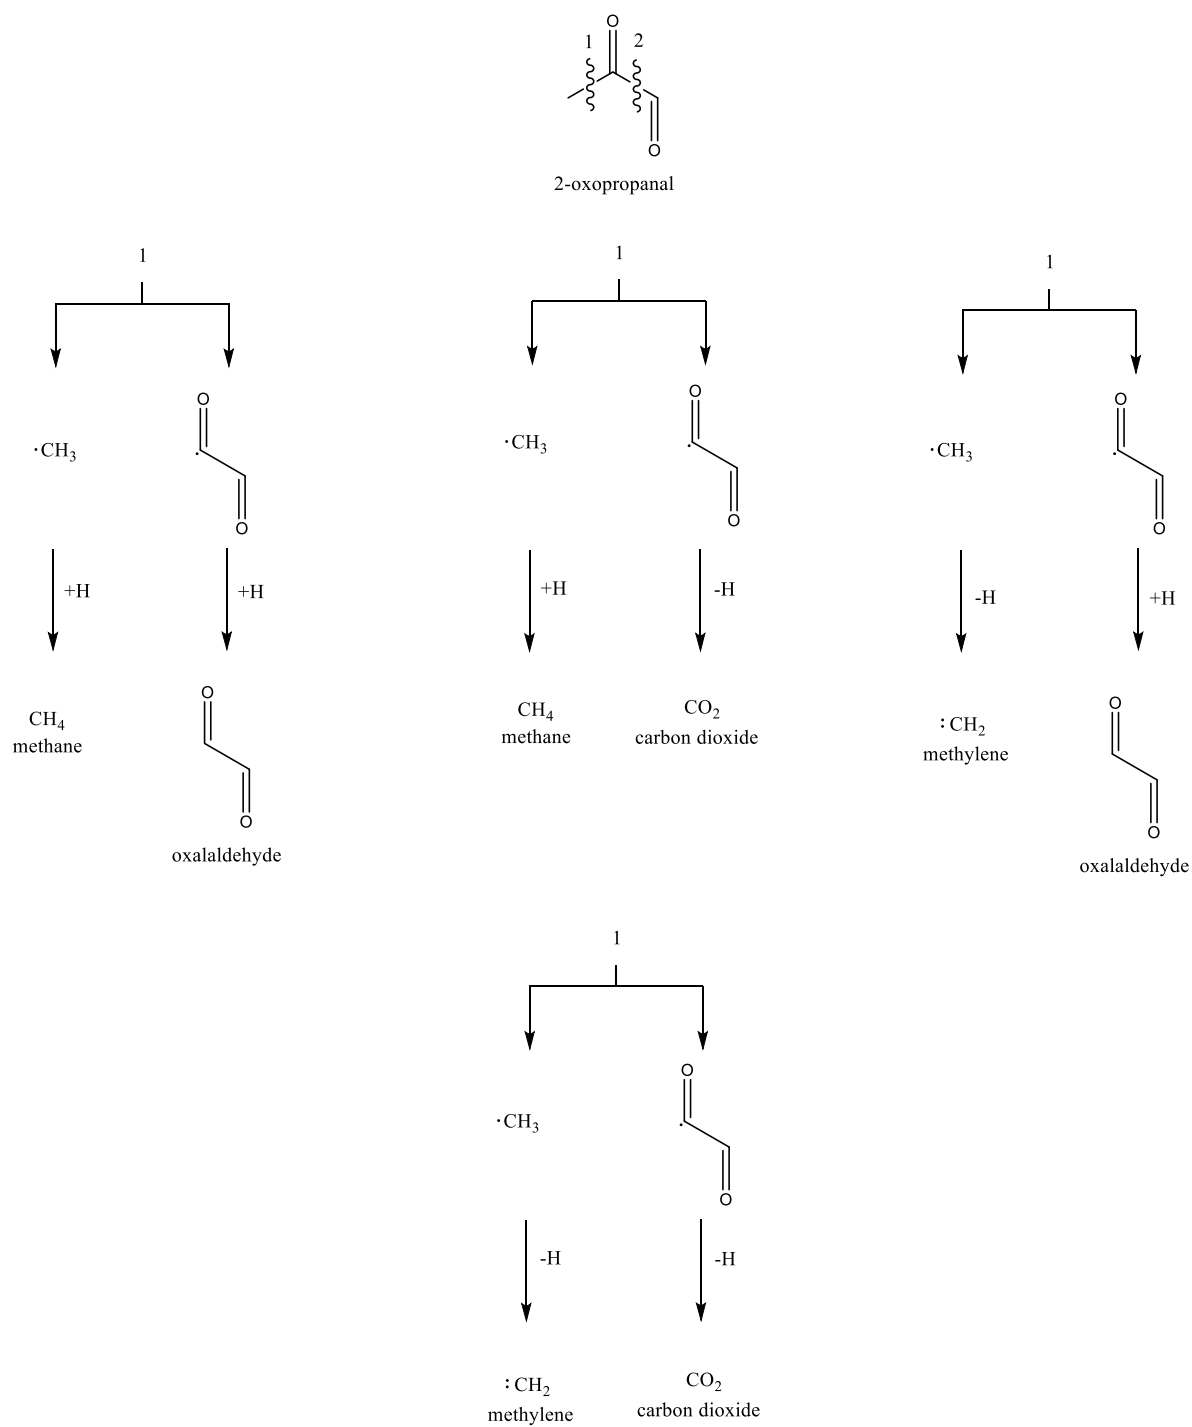 O
1
2
O
2-oxopropanal
1
1
1
O
O
O
·CH3
·CH3
·CH3
O
O
O
+H
+H
+H
-H
-H
+H
O
CH4
methane
O
oxalaldehyde
CH4
methane
CO2
carbon dioxide
:CH2
methylene
O
O
oxalaldehyde
1
O
·CH3
O
-H
-H
:CH2
methylene
CO2
carbon dioxide